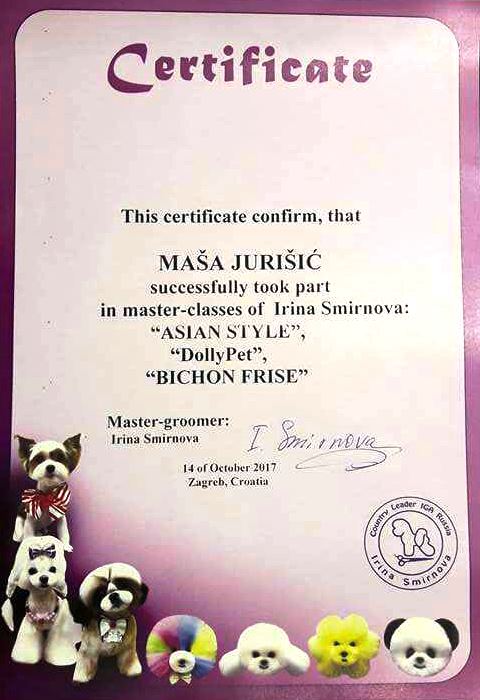 Certificate
This certificate confirm, that
MAŠA JURIŠIĆ
successfully took part
in master-classes of Irina Smirnova:
“ASIAN STYLE”,
“DollyPet”,
“BICHON FRISE”
Master-groomer:
Irina Smirnova
I. Smirnova
14 of October 2017
Zagreb, Croatia
Country Leader IGA Russia
Irina Smirnova